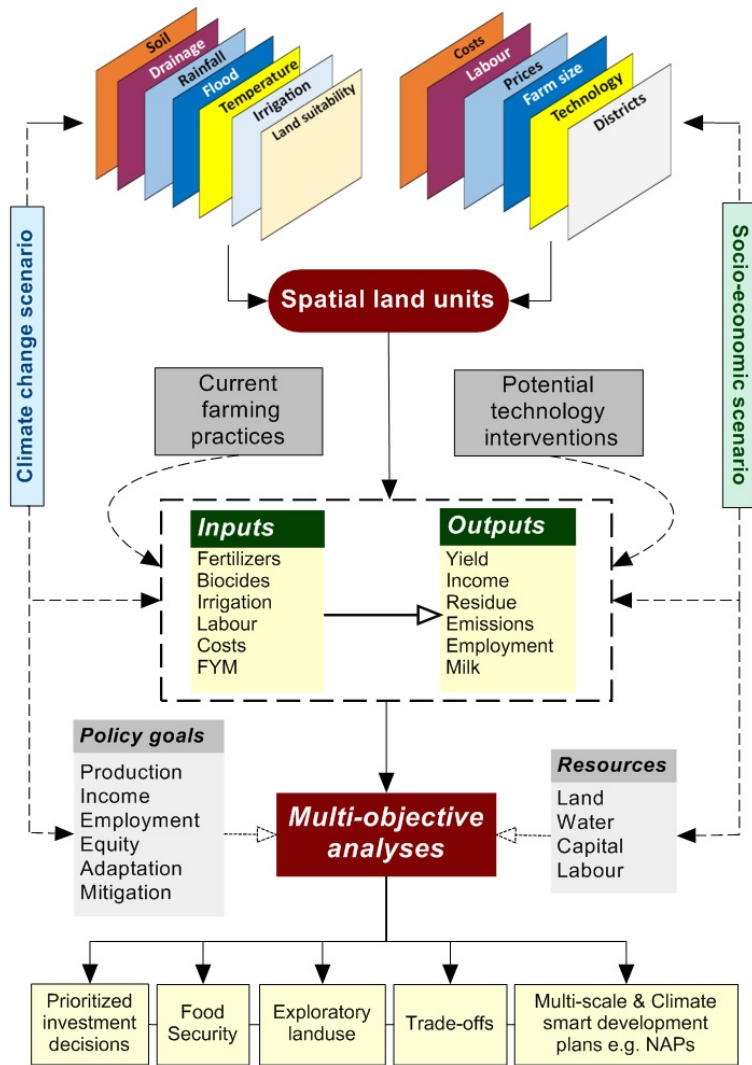 Soil
Drainage
Rainfall
Flood
Temperature
Irrigation
Land suitability
Costs
Labour
Prices
Farm size
Technology
Districts
Climate change scenario
Socio-economic scenario
Spatial land units
Current
farming
practices
Potential
technology
interventions
Inputs
Fertilizers
Biocides
Irrigation
Labour
Costs
FYM
Outputs
Yield
Income
Residue
Emissions
Employment
Milk
Policy goals
Production
Income
Employment
Equity
Adaptation
Mitigation
Multi-objective
analyses
Resources
Land
Water
Capital
Labour
Prioritized
investment
decisions
Food
Security
Exploratory
landuse
Trade-offs
Multi-scale & Climate
smart development
plans e.g. NAPs